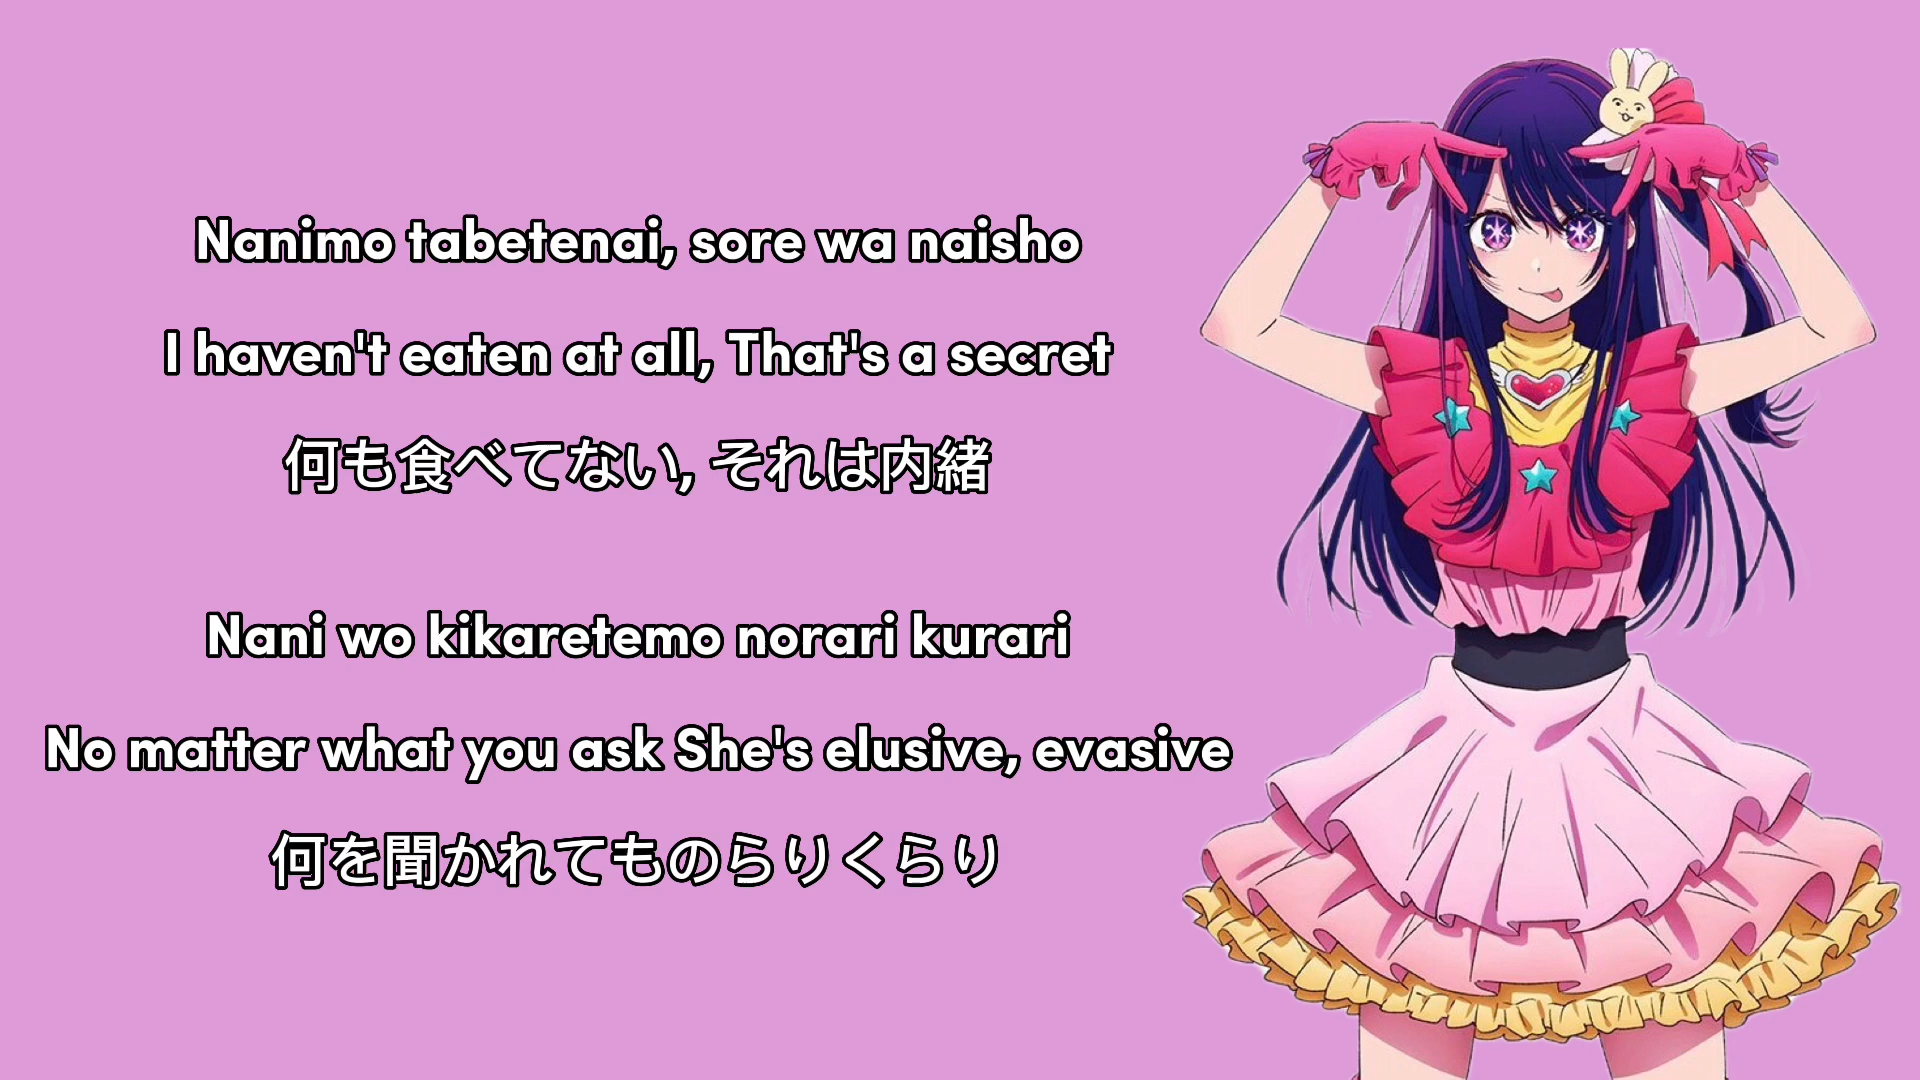 Nanimo tabetenai, sore wa naisho
I haven't eaten at all, That's a secret
何も食べてない, それは内緒
Nani wo kikaretemo norari kurari
No matter what you ask She's elusive, evasive
何を聞かれてものらりくらり